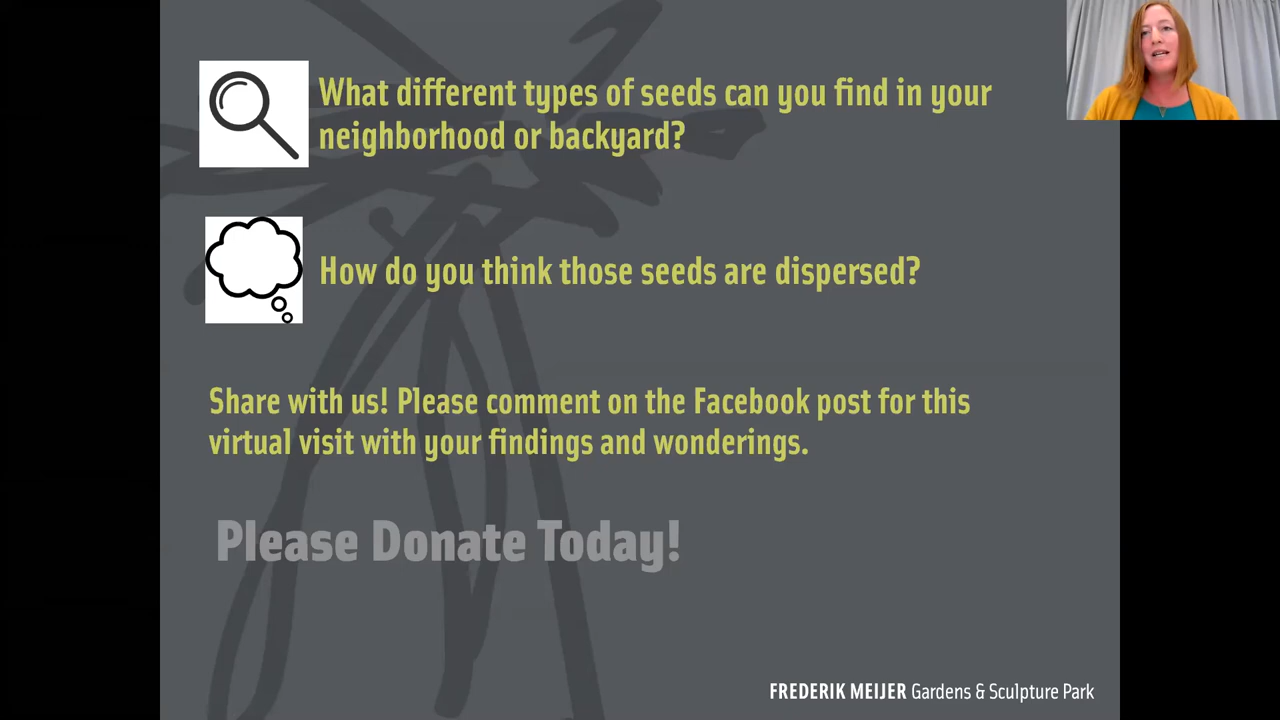 What different types of seeds can you find in your
neighborhood or backyard?
How do you think those seeds are dispersed?
Share with us! Please comment on the Facebook post for this
virtual visit with your findings and wonderings.
Please Donate Today!
FREDERIK MEIJER Gardens & Sculpture Park